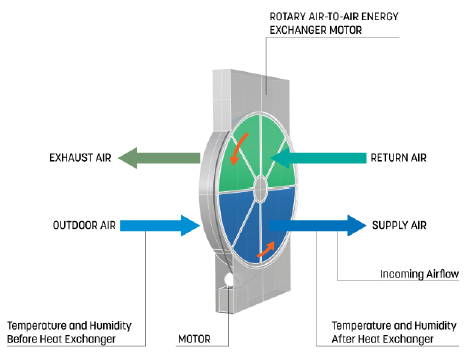 ROTARY AIR-TO-AIR ENERGY
EXCHANGER MOTOR
EXHAUST AIR
RETURN AIR
OUTDOOR AIR
SUPPLY AIR
Incoming Airflow
Temperature and Humidity
Before Heat Exchanger
MOTOR
Temperature and Humidity
After Heat Exchanger